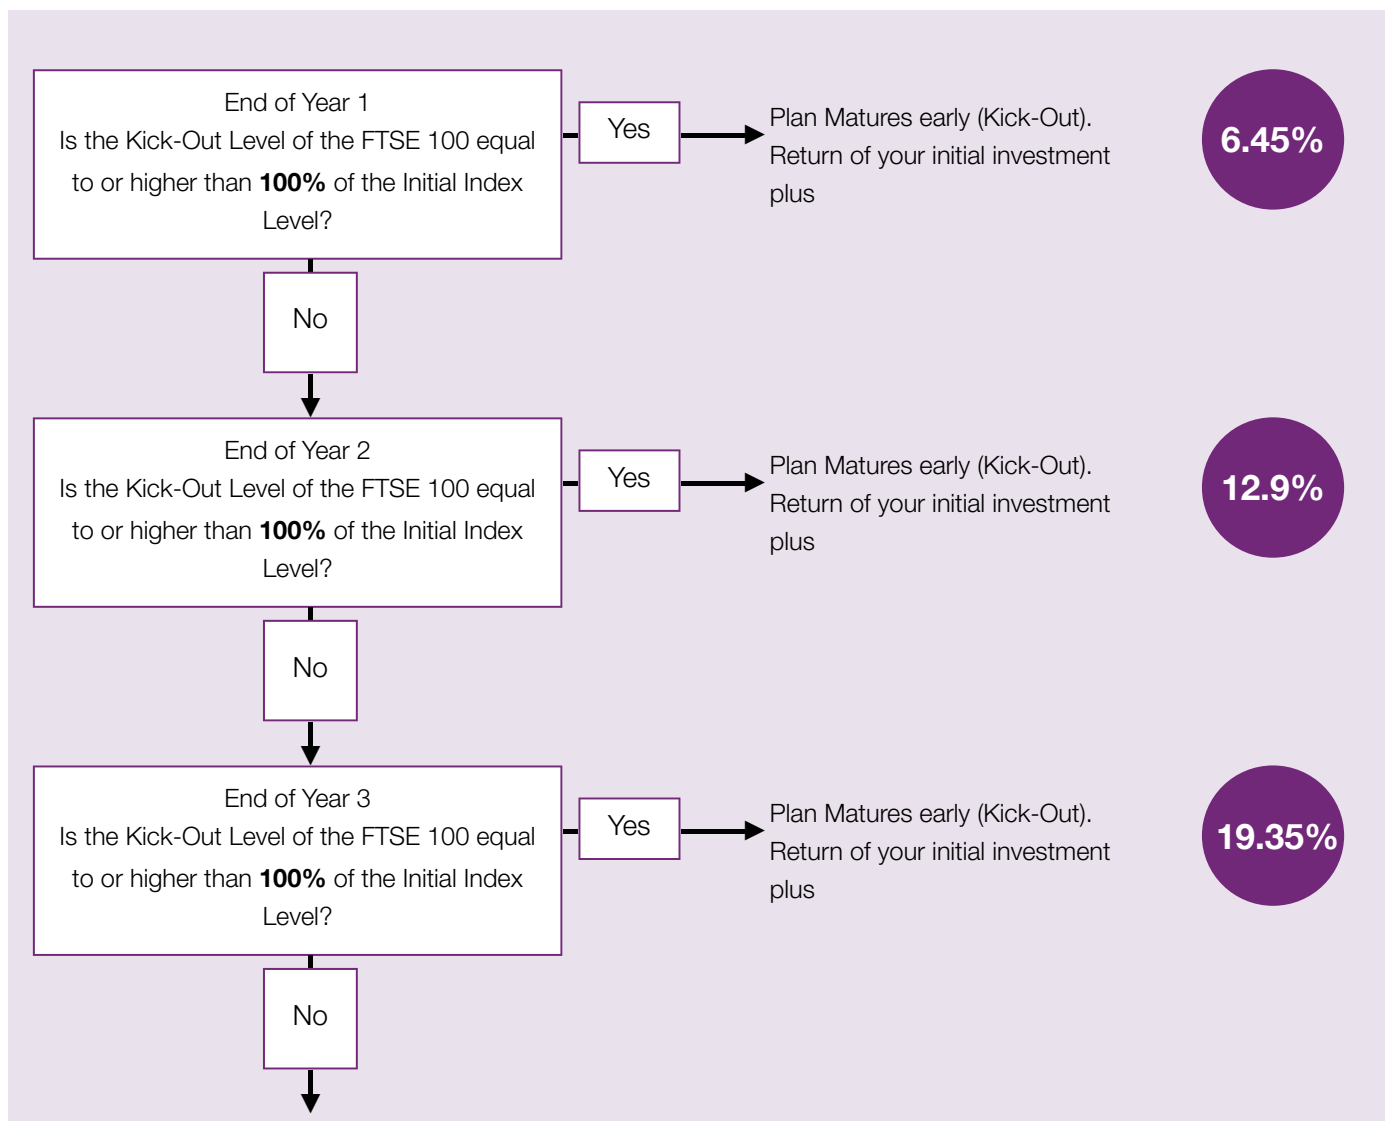 End of Year 1
Is the Kick-Out Level of the FTSE 100 equal
to or higher than 100% of the Initial Index
Level?
Yes
Plan Matures early (Kick-Out).
Return of your initial investment
plus
6.45%
No
End of Year 2
Is the Kick-Out Level of the FTSE 100 equal
to or higher than 100% of the Initial Index
Level?
Yes
Plan Matures early (Kick-Out).
Return of your initial investment
plus
12.9%
No
End of Year 3
Is the Kick-Out Level of the FTSE 100 equal
to or higher than 100% of the Initial Index
Level?
Yes
Plan Matures early (Kick-Out).
Return of your initial investment
plus
19.35%
No